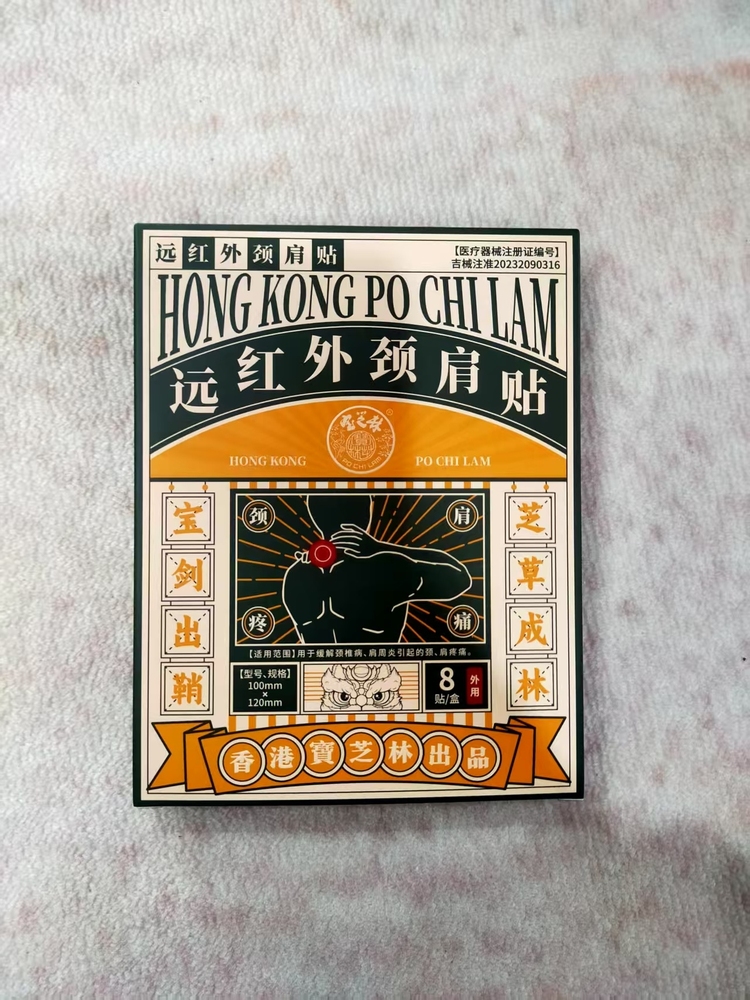 远红外颈肩贴
【医疗器械注册证编号】
吉械注准20232090316
HONG KONG PO CHI LAM
远红外颈肩贴
芝林
PO CHI LAM
®
HONG KONG
PO CHI LAM
宝剑出鞘
颈
肩
疼
痛
芝草成林
【适用范围】用于缓解颈椎病、肩周炎引起的颈、肩疼痛。
【型号、规格】
100mm
×
120mm
8
贴/盒
外用
香港寶芝林出品